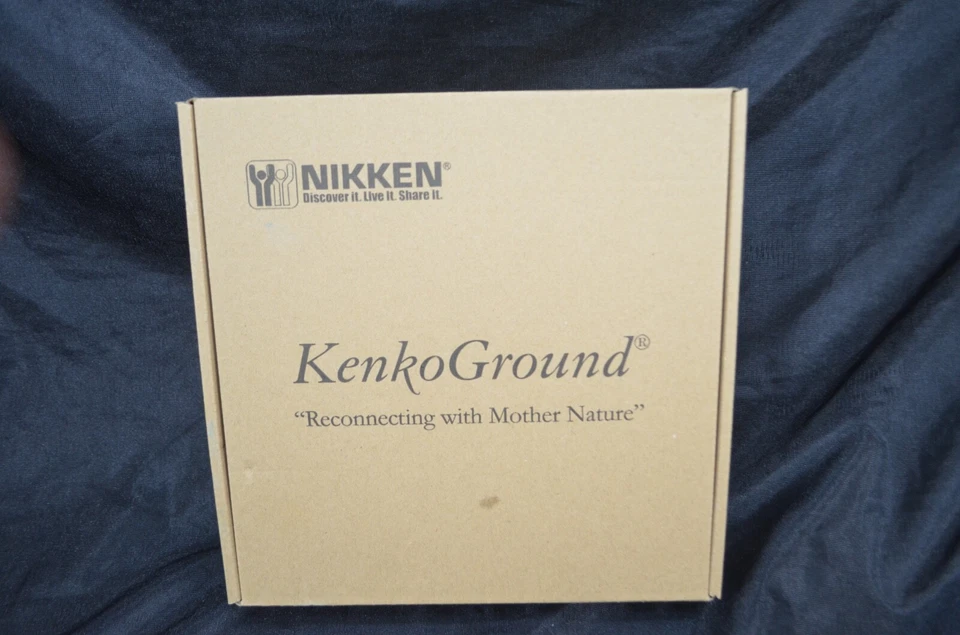 NIKKEN®
Discover it. Live It. Share It.
KenkoGround®
“Reconnecting with Mother Nature”